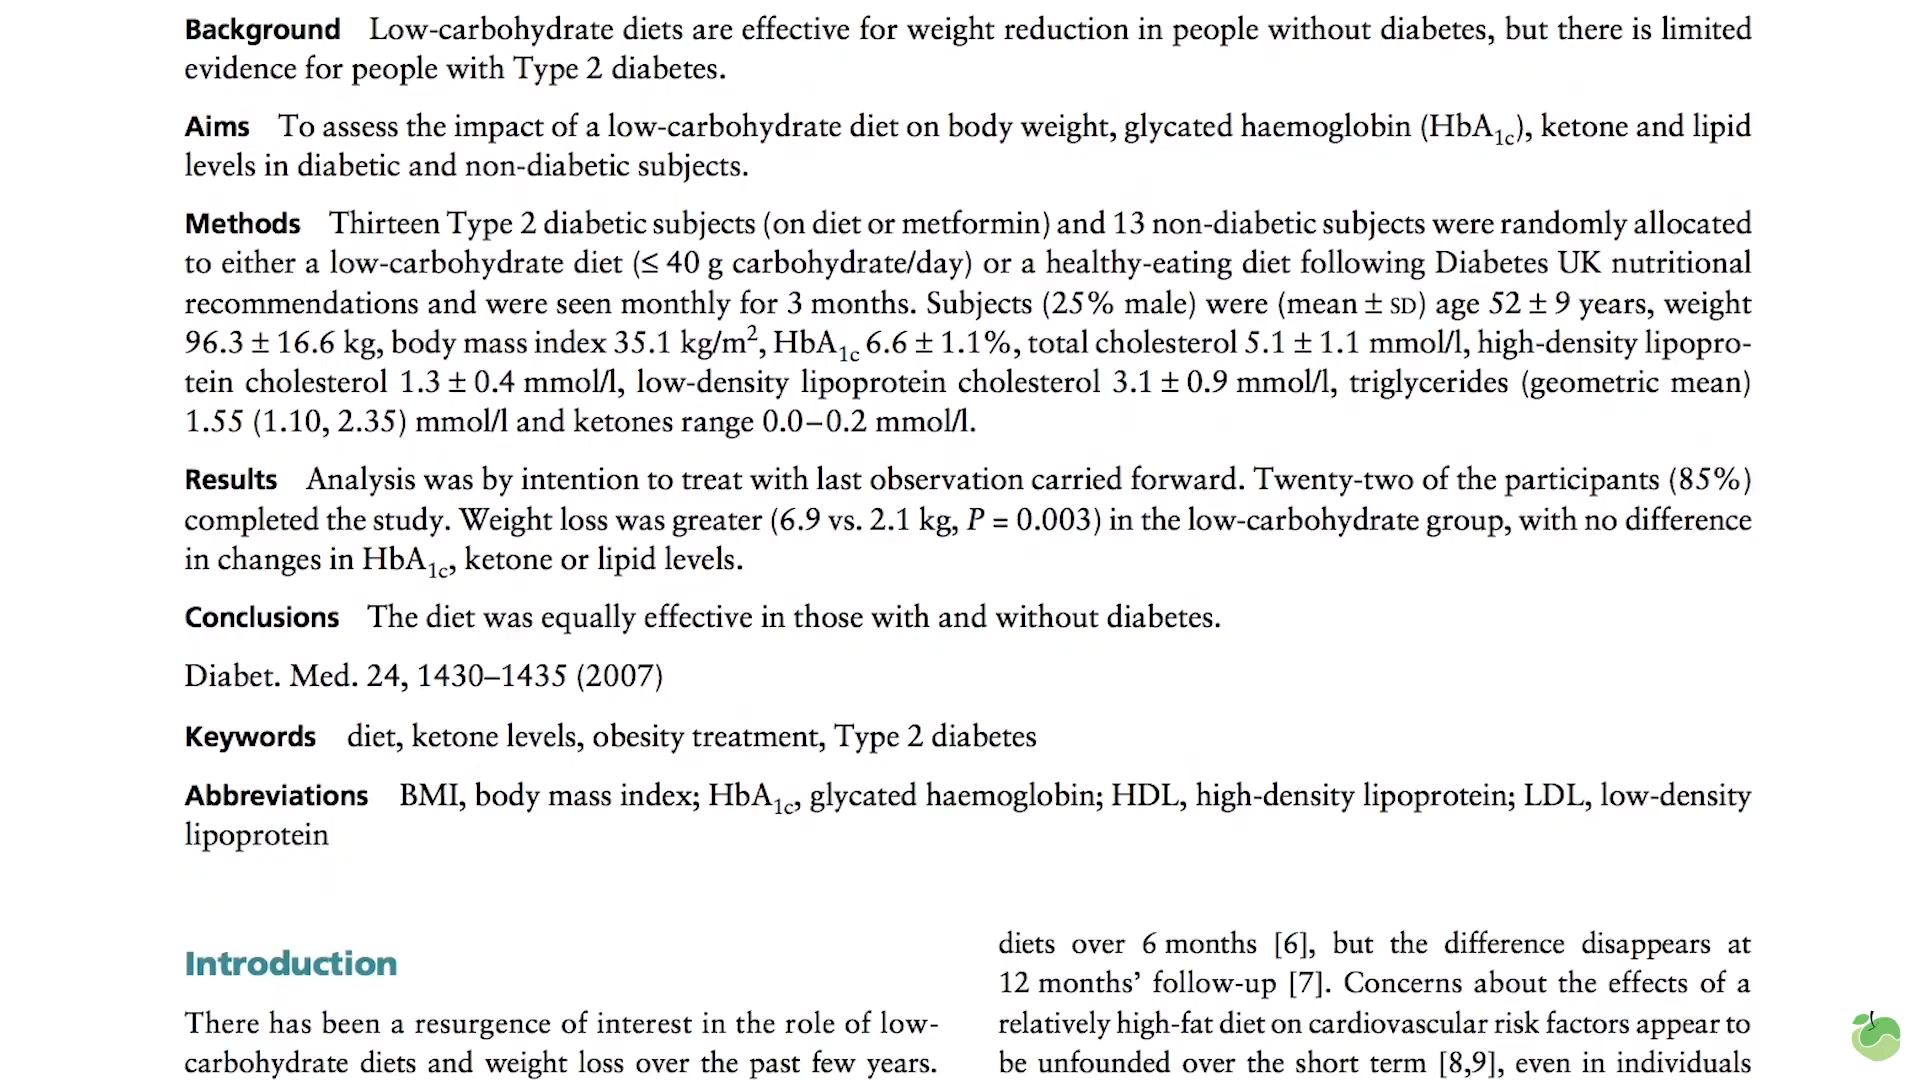 Background Low-carbohydrate diets are effective for weight reduction in people without diabetes, but there is limited
evidence for people with Type 2 diabetes.
Aims To assess the impact of a low-carbohydrate diet on body weight, glycated haemoglobin (HbA1c), ketone and lipid
levels in diabetic and non-diabetic subjects.
Methods Thirteen Type 2 diabetic subjects (on diet or metformin) and 13 non-diabetic subjects were randomly allocated
to either a low-carbohydrate diet (≤ 40 g carbohydrate/day) or a healthy-eating diet following Diabetes UK nutritional
recommendations and were seen monthly for 3 months. Subjects (25% male) were (mean ± SD) age 52 ± 9 years, weight
96.3 ± 16.6 kg, body mass index 35.1 kg/m², HbA1c 6.6 ± 1.1%, total cholesterol 5.1 ± 1.1 mmol/l, high-density lipopro-
tein cholesterol 1.3 ± 0.4 mmol/l, low-density lipoprotein cholesterol 3.1 ± 0.9 mmol/l, triglycerides (geometric mean)
1.55 (1.10, 2.35) mmol/l and ketones range 0.0–0.2 mmol/l.
Results Analysis was by intention to treat with last observation carried forward. Twenty-two of the participants (85%)
completed the study. Weight loss was greater (6.9 vs. 2.1 kg, P = 0.003) in the low-carbohydrate group, with no difference
in changes in HbA1c, ketone or lipid levels.
Conclusions The diet was equally effective in those with and without diabetes.
Diabet. Med. 24, 1430–1435 (2007)
Keywords diet, ketone levels, obesity treatment, Type 2 diabetes
Abbreviations BMI, body mass index; HbA1c, glycated haemoglobin; HDL, high-density lipoprotein; LDL, low-density
lipoprotein
Introduction
There has been a resurgence of interest in the role of low-
carbohydrate diets and weight loss over the past few years.
diets over 6 months [6], but the difference disappears at
12 months' follow-up [7]. Concerns about the effects of a
relatively high-fat diet on cardiovascular risk factors appear to
be unfounded over the short term [8,9], even in individuals